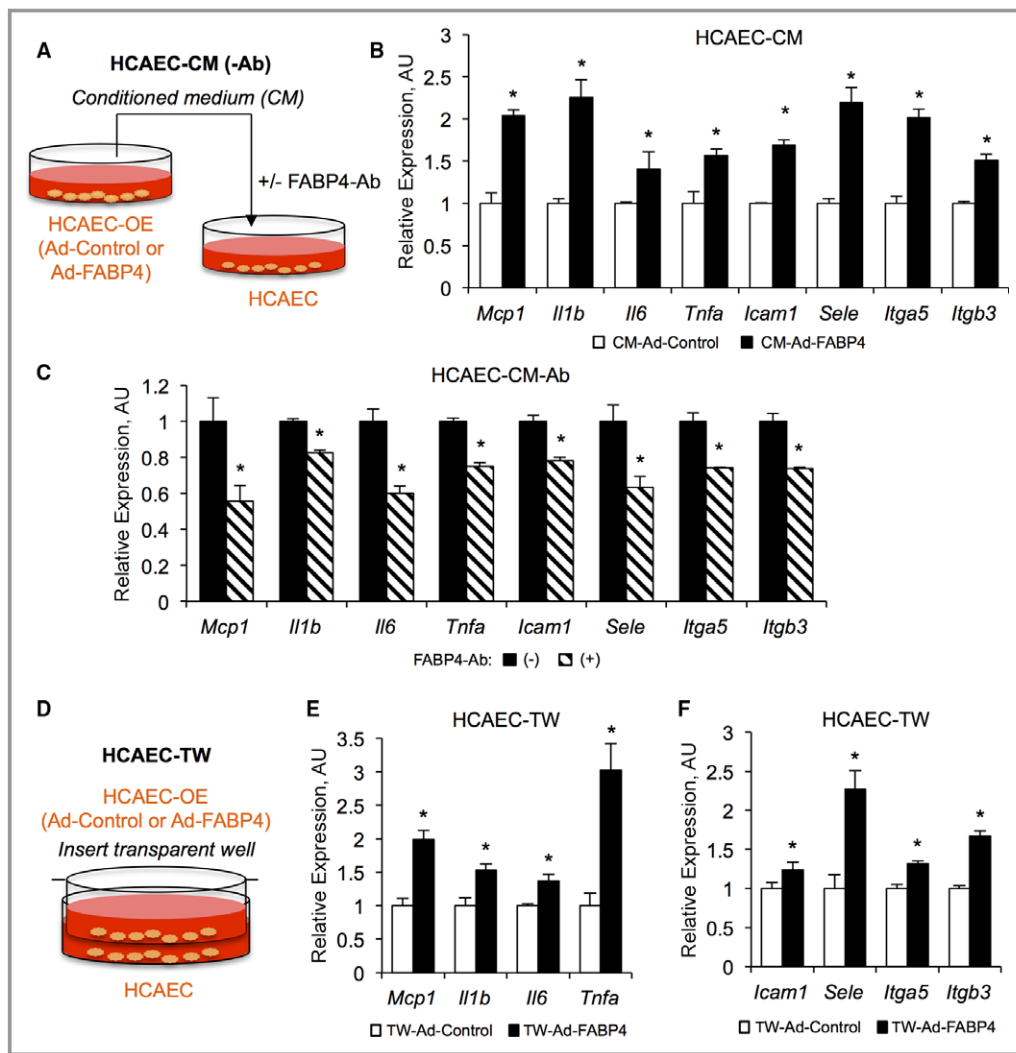 A
HCAEC-CM (-Ab)
Conditioned medium (CM)
+/- FABP4-Ab
HCAEC-OE
(Ad-Control or
Ad-FABP4)
HCAEC
B
HCAEC-CM
Relative Expression, AU
3
2.5
2
1.5
1
0.5
0
* * * * * * * *
Mcp1 Il1b Il6 Tnfa Icam1 Sele Itga5 Itgb3
CM-Ad-Control CM-Ad-FABP4
C
HCAEC-CM-Ab
Relative Expression, AU
1.2
1
0.8
0.6
0.4
0.2
0
* * * * * * * *
Mcp1 Il1b Il6 Tnfa Icam1 Sele Itga5 Itgb3
FABP4-Ab: (-) (+)
D
HCAEC-TW
HCAEC-OE
(Ad-Control or Ad-FABP4)
Insert transparent well
HCAEC
E
HCAEC-TW
Relative Expression, AU
3.5
3
2.5
2
1.5
1
0.5
0
* * * *
Mcp1 Il1b Il6 Tnfa
TW-Ad-Control TW-Ad-FABP4
F
HCAEC-TW
Relative Expression, AU
3
2.5
2
1.5
1
0.5
0
* * * *
Icam1 Sele Itga5 Itgb3
TW-Ad-Control TW-Ad-FABP4